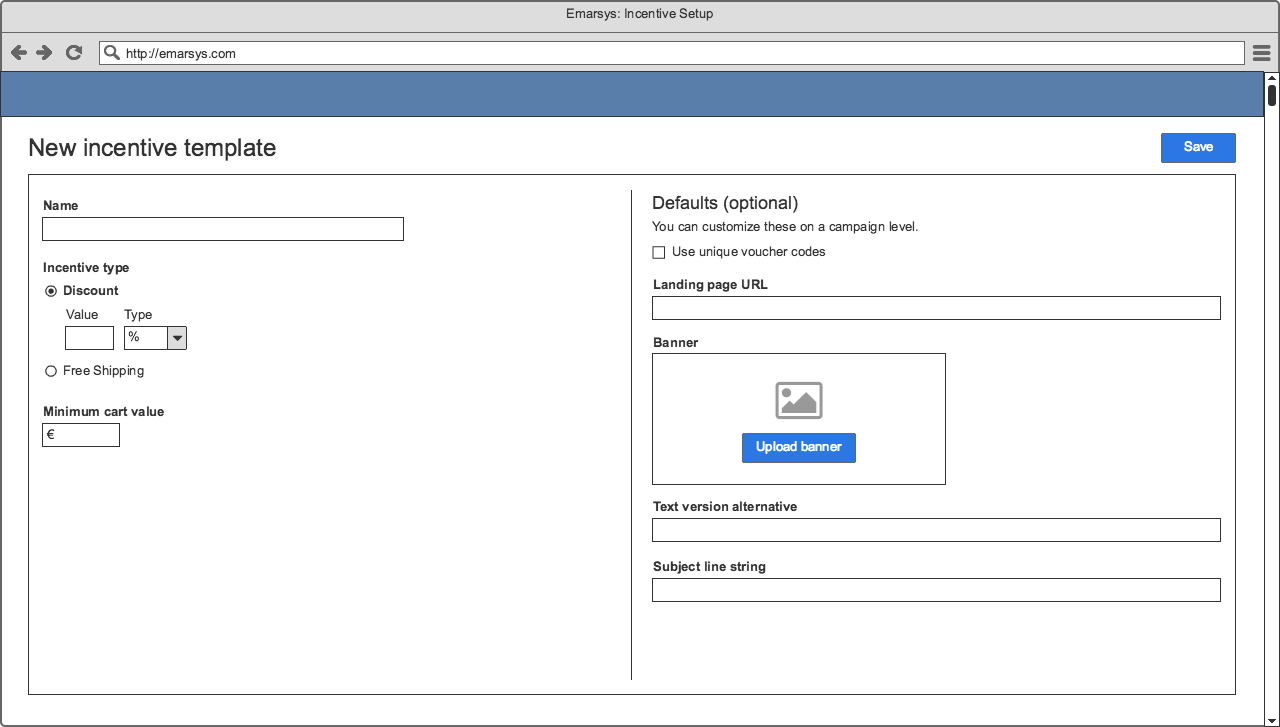 Emarsys: Incentive Setup
http://emarsys.com
New incentive template
Save
Name
Incentive type
Discount
Value Type
%
Free Shipping
Minimum cart value
€
Defaults (optional)
You can customize these on a campaign level.
Use unique voucher codes
Landing page URL
Banner
Upload banner
Text version alternative
Subject line string